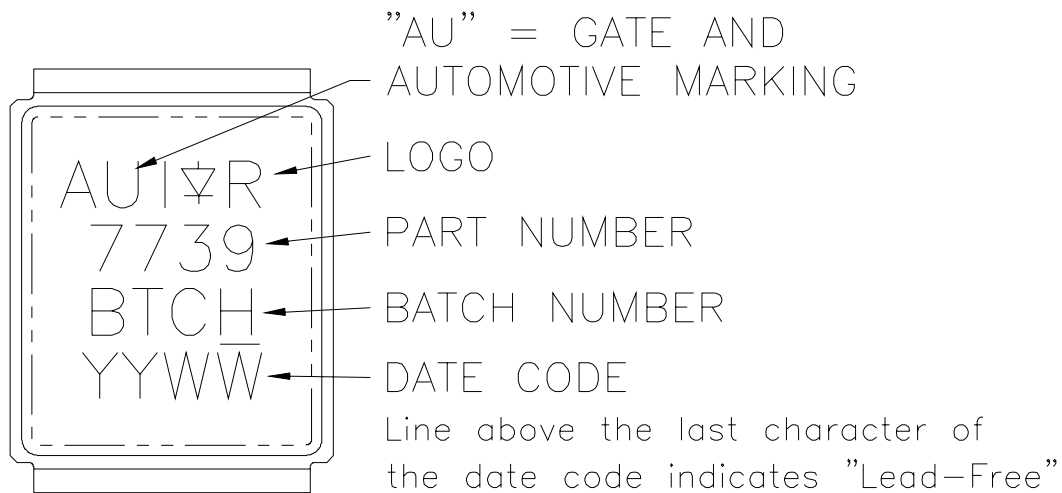 "AU" = GATE AND
AUTOMOTIVE MARKING
AUI R
LOGO
7739
PART NUMBER
BTCH
BATCH NUMBER
YYWW
DATE CODE
Line above the last character of
the date code indicates "Lead-Free"